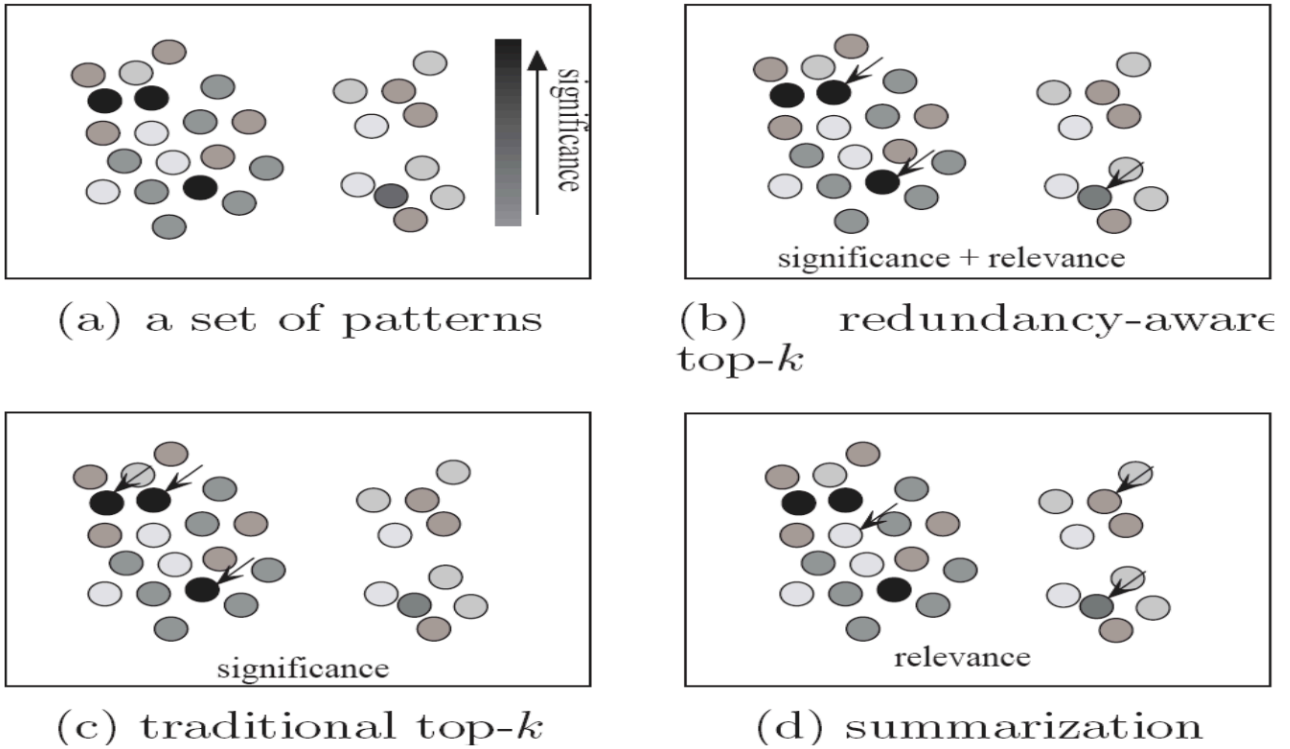 significance
(a) a set of patterns
significance + relevance
(b) redundancy-aware
top-k
significance
(c) traditional top-k
relevance
(d) summarization